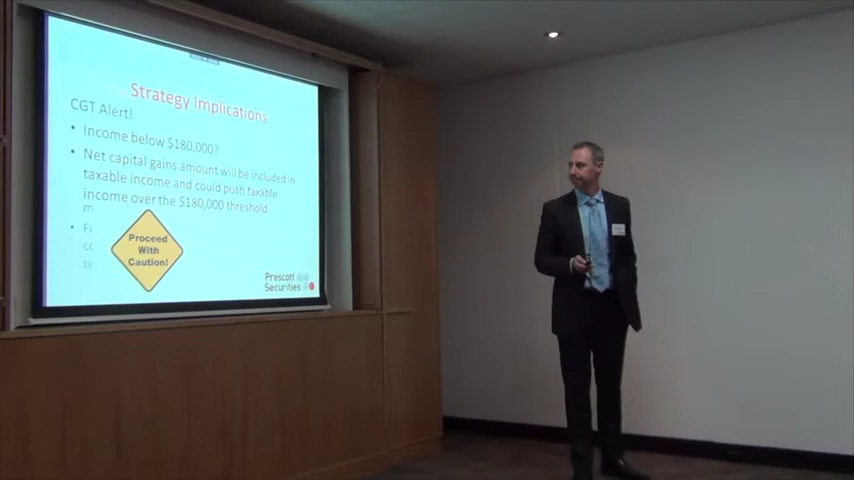 Strategy Implications
CGT Alert!
• Income below $180,000?
• Net capital gains amount will be included in
taxable income and could push taxable
income over the $180,000 threshold.
Proceed
With
Caution!
Prescott
Securities